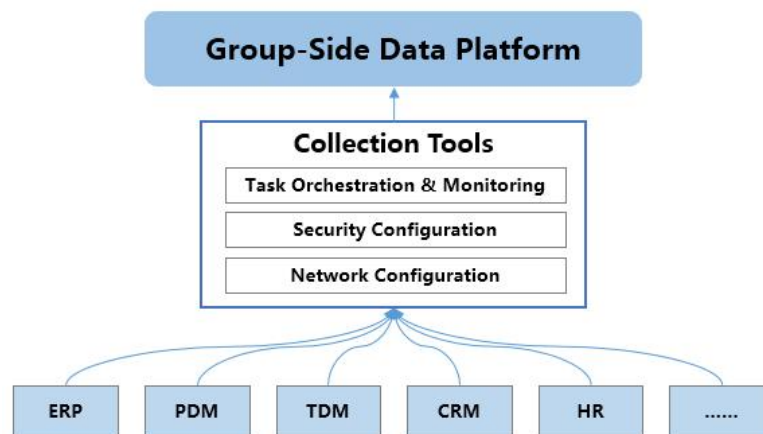 Group-Side Data Platform
Collection Tools
Task Orchestration & Monitoring
Security Configuration
Network Configuration
ERP
PDM
TDM
CRM
HR
......